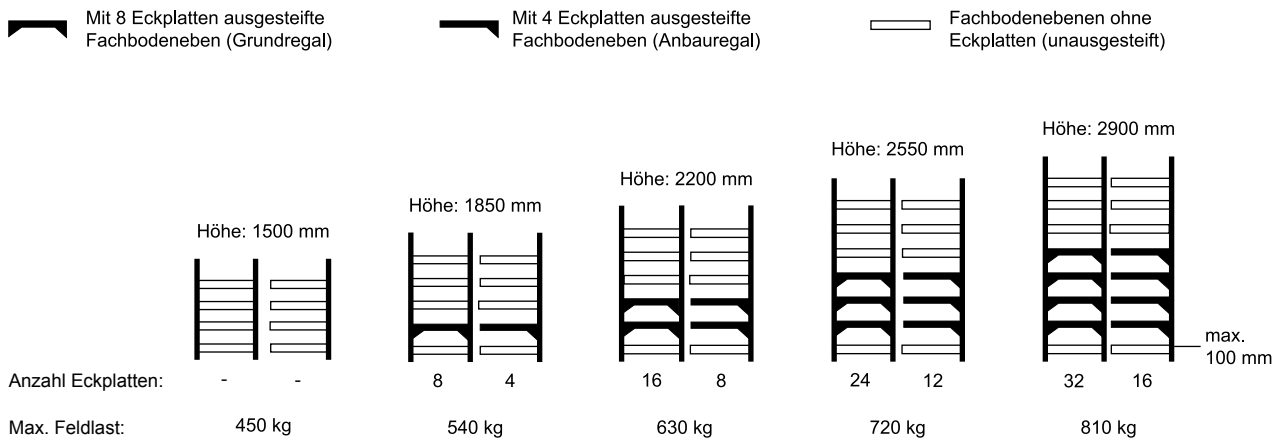 Mit 8 Eckplatten ausgesteifte
Fachbodeneben (Grundregal)
Mit 4 Eckplatten ausgesteifte
Fachbodeneben (Anbauregal)
Fachbodenebenen ohne
Eckplatten (unausgesteift)
Höhe: 1500 mm
Höhe: 1850 mm
Höhe: 2200 mm
Höhe: 2550 mm
Höhe: 2900 mm
max.
100 mm
Anzahl Eckplatten: - - 8 4 16 8 24 12 32 16
Max. Feldlast: 450 kg 540 kg 630 kg 720 kg 810 kg